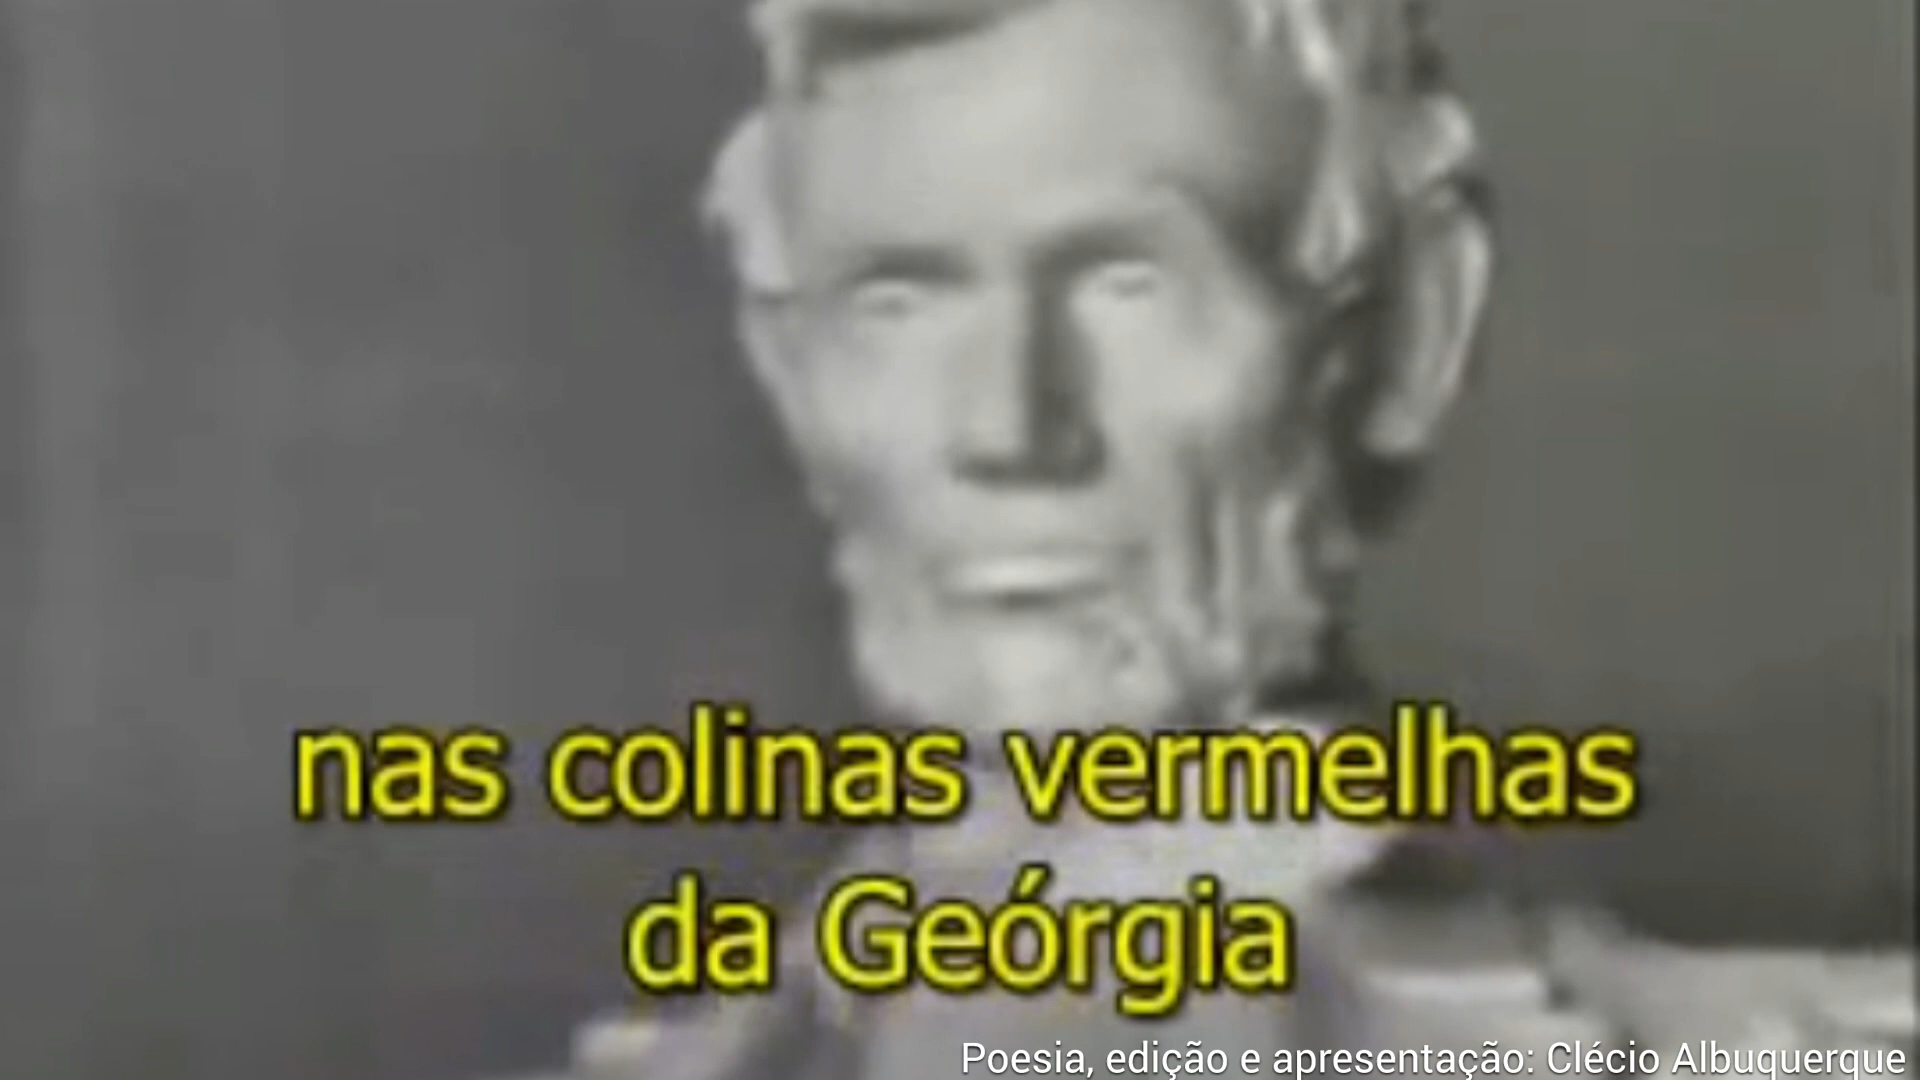 nas colinas vermelhas
da Geórgia
Poesia, edição e apresentação: Clécio Albuquerque